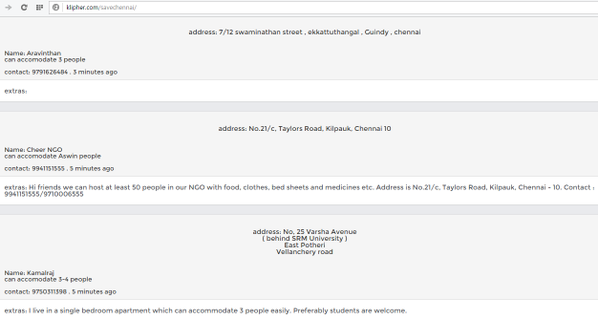 klipher.com/savechennai/
address: 7/12 swaminathan street , ekkattuthangal , Guindy , chennai
Name: Aravinthan
can accomodate 3 people
contact: 9791626484 . 3 minutes ago
extras:
address: No.21/c, Taylors Road, Kilpauk, Chennai 10
Name: Cheer NGO
can accomodate Aswin people
contact: 9941151555 . 5 minutes ago
extras: Hi friends we can host at least 50 people in our NGO with food, clothes, bed sheets and medicines etc. Address is No.21/c, Taylors Road, Kilpauk, Chennai - 10. Contact :
9941151555/9710006555
address: No, 25 Varsha Avenue
( behind SRM University )
East Potheri
Vellanchery road
Name: Kamalraj
can accomodate 3-4 people
contact: 9750311398 . 5 minutes ago
extras: I live in a single bedroom apartment which can accommodate 3 people easily. Preferably students are welcome.